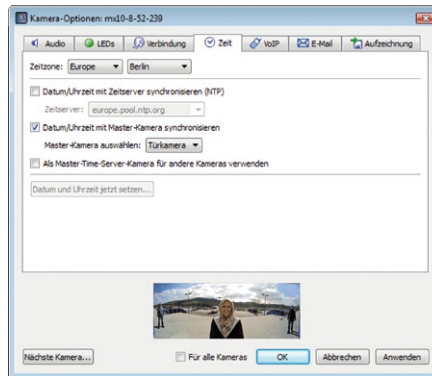 Kamera-Optionen: mx10-8-52-239
Audio LEDs Verbindung Zeit VoIP E-Mail Aufzeichnung
Zeitzone: Europe Berlin
Datum/Uhrzeit mit Zeitserver synchronisieren (NTP)
Zeitserver: europe.pool.ntp.org
Datum/Uhrzeit mit Master-Kamera synchronisieren
Master-Kamera auswählen: Türkamera
Als Master-Time-Server-Kamera für andere Kameras verwenden
Datum und Uhrzeit jetzt setzen...
Nächste Kamera... Für alle Kameras OK Abbrechen Anwenden